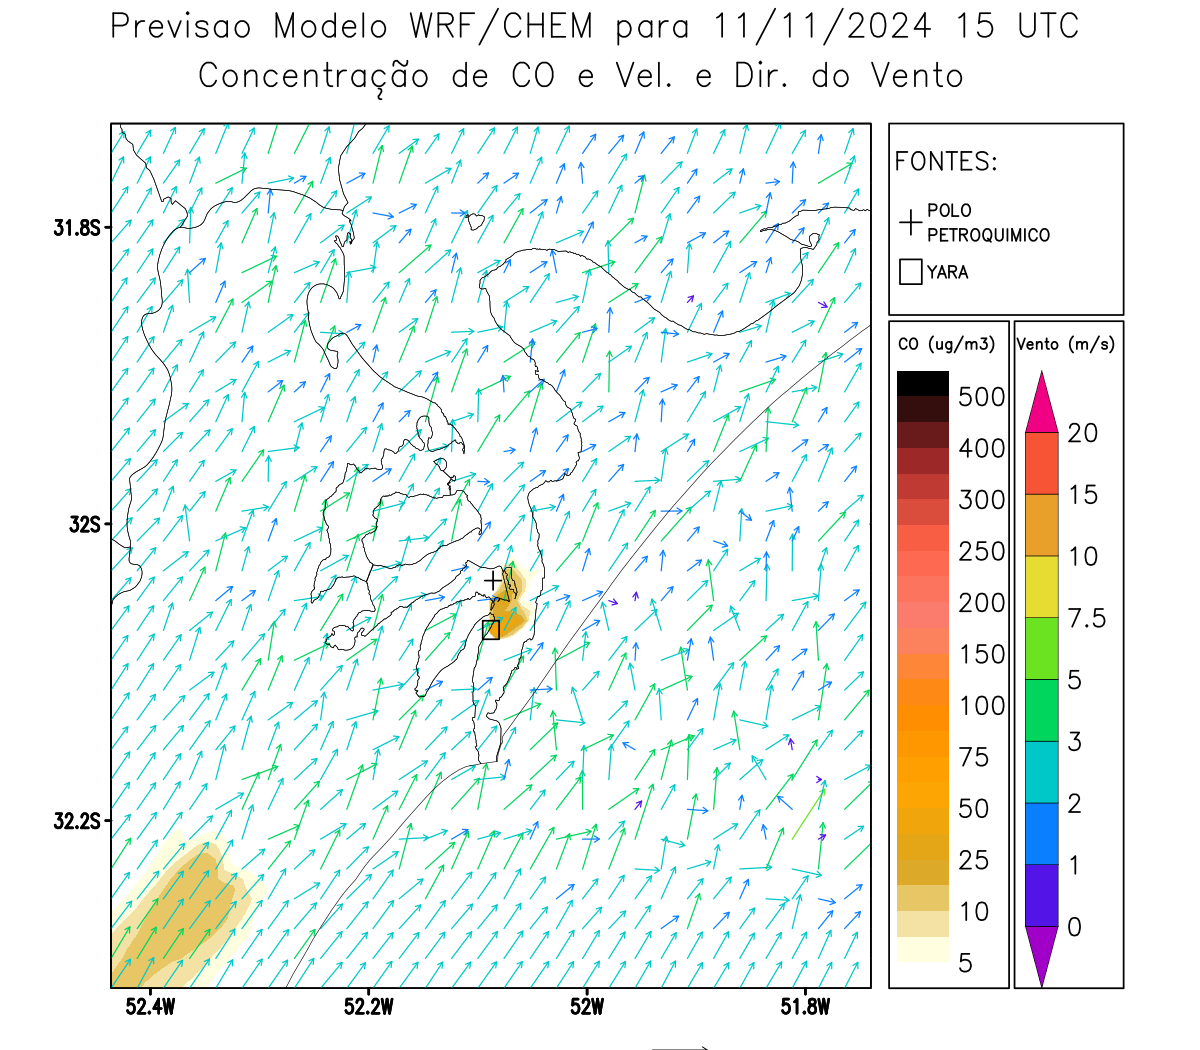 Previsao Modelo WRF/CHEM para 11/11/2024 15 UTC
Concentração de CO e Vel. e Dir. do Vento
FONTES:
POLO
PETROQUIMICO
YARA
CO (ug/m3)
500
400
300
250
200
150
100
75
50
25
10
5
Vento (m/s)
20
15
10
7.5
5
3
2
1
0
31.8S
32S
32.2S
52.4W
52.2W
52W
51.8W